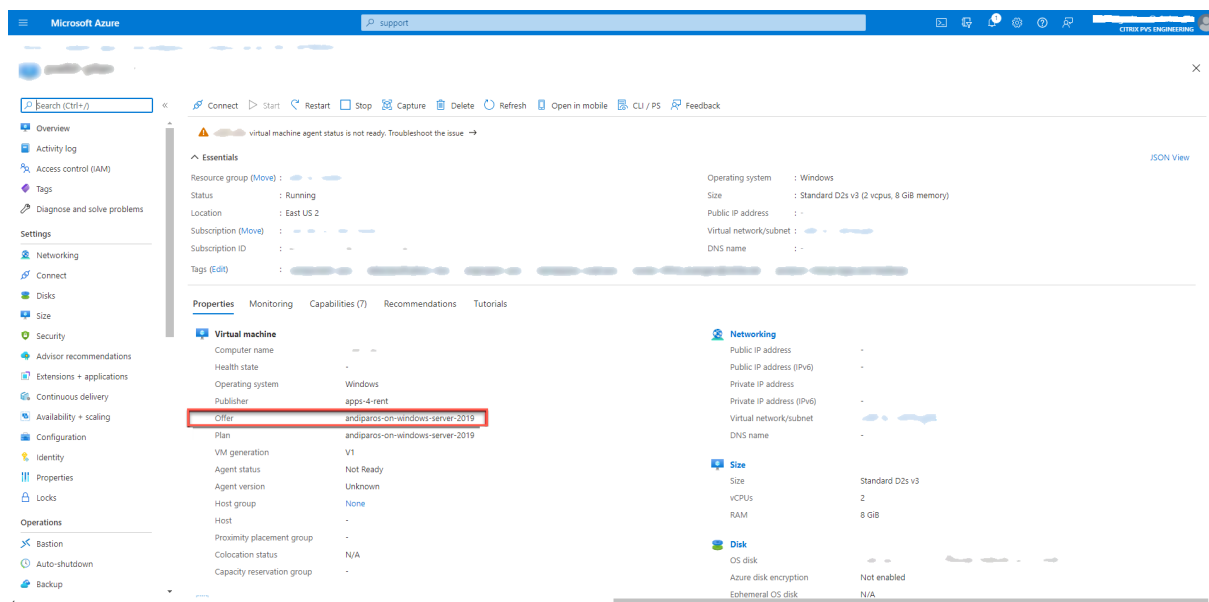 Microsoft Azure
support
1
CITRIX PVS ENGINEERING
Search (Ctrl+/)
«
Connect Start Restart Stop Capture Delete Refresh Open in mobile CLI / PS Feedback
Overview
Activity log
Access control (IAM)
Tags
Diagnose and solve problems
Settings
Networking
Connect
Disks
Size
Security
Advisor recommendations
Extensions + applications
Continuous delivery
Availability + scaling
Configuration
Identity
Properties
Locks
Operations
Bastion
Auto-shutdown
Backup
virtual machine agent status is not ready. Troubleshoot the issue →
Essentials
JSON View
Resource group (Move) :
Status : Running
Location : East US 2
Subscription (Move) :
Subscription ID :
Tags (Edit) :
Operating system : Windows
Size : Standard D2s v3 (2 vcpus, 8 GiB memory)
Public IP address : -
Virtual network/subnet :
DNS name : -
Properties Monitoring Capabilities (7) Recommendations Tutorials
Virtual machine
Computer name
Health state -
Operating system Windows
Publisher apps-4-rent
Offer andiparos-on-windows-server-2019
Plan andiparos-on-windows-server-2019
VM generation V1
Agent status Not Ready
Agent version Unknown
Host group None
Host -
Proximity placement group -
Colocation status N/A
Capacity reservation group -
Networking
Public IP address -
Public IP address (IPv6) -
Private IP address
Private IP address (IPv6) -
Virtual network/subnet
DNS name -
Size
Size Standard D2s v3
vCPUs 2
RAM 8 GiB
Disk
OS disk
Azure disk encryption Not enabled
Ephemeral OS disk N/A